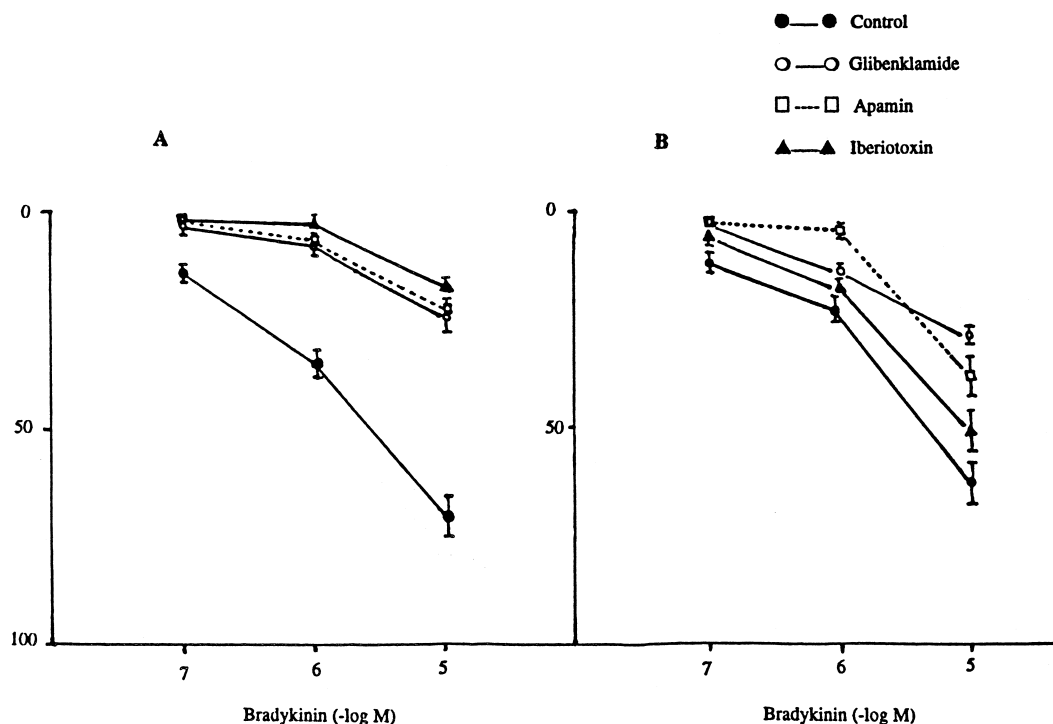 Control
Glibenklamide
Apamin
Iberiotoxin
A
B
0
50
100
7 6 5
Bradykinin (-log M)
0
50
100
7 6 5
Bradykinin (-log M)